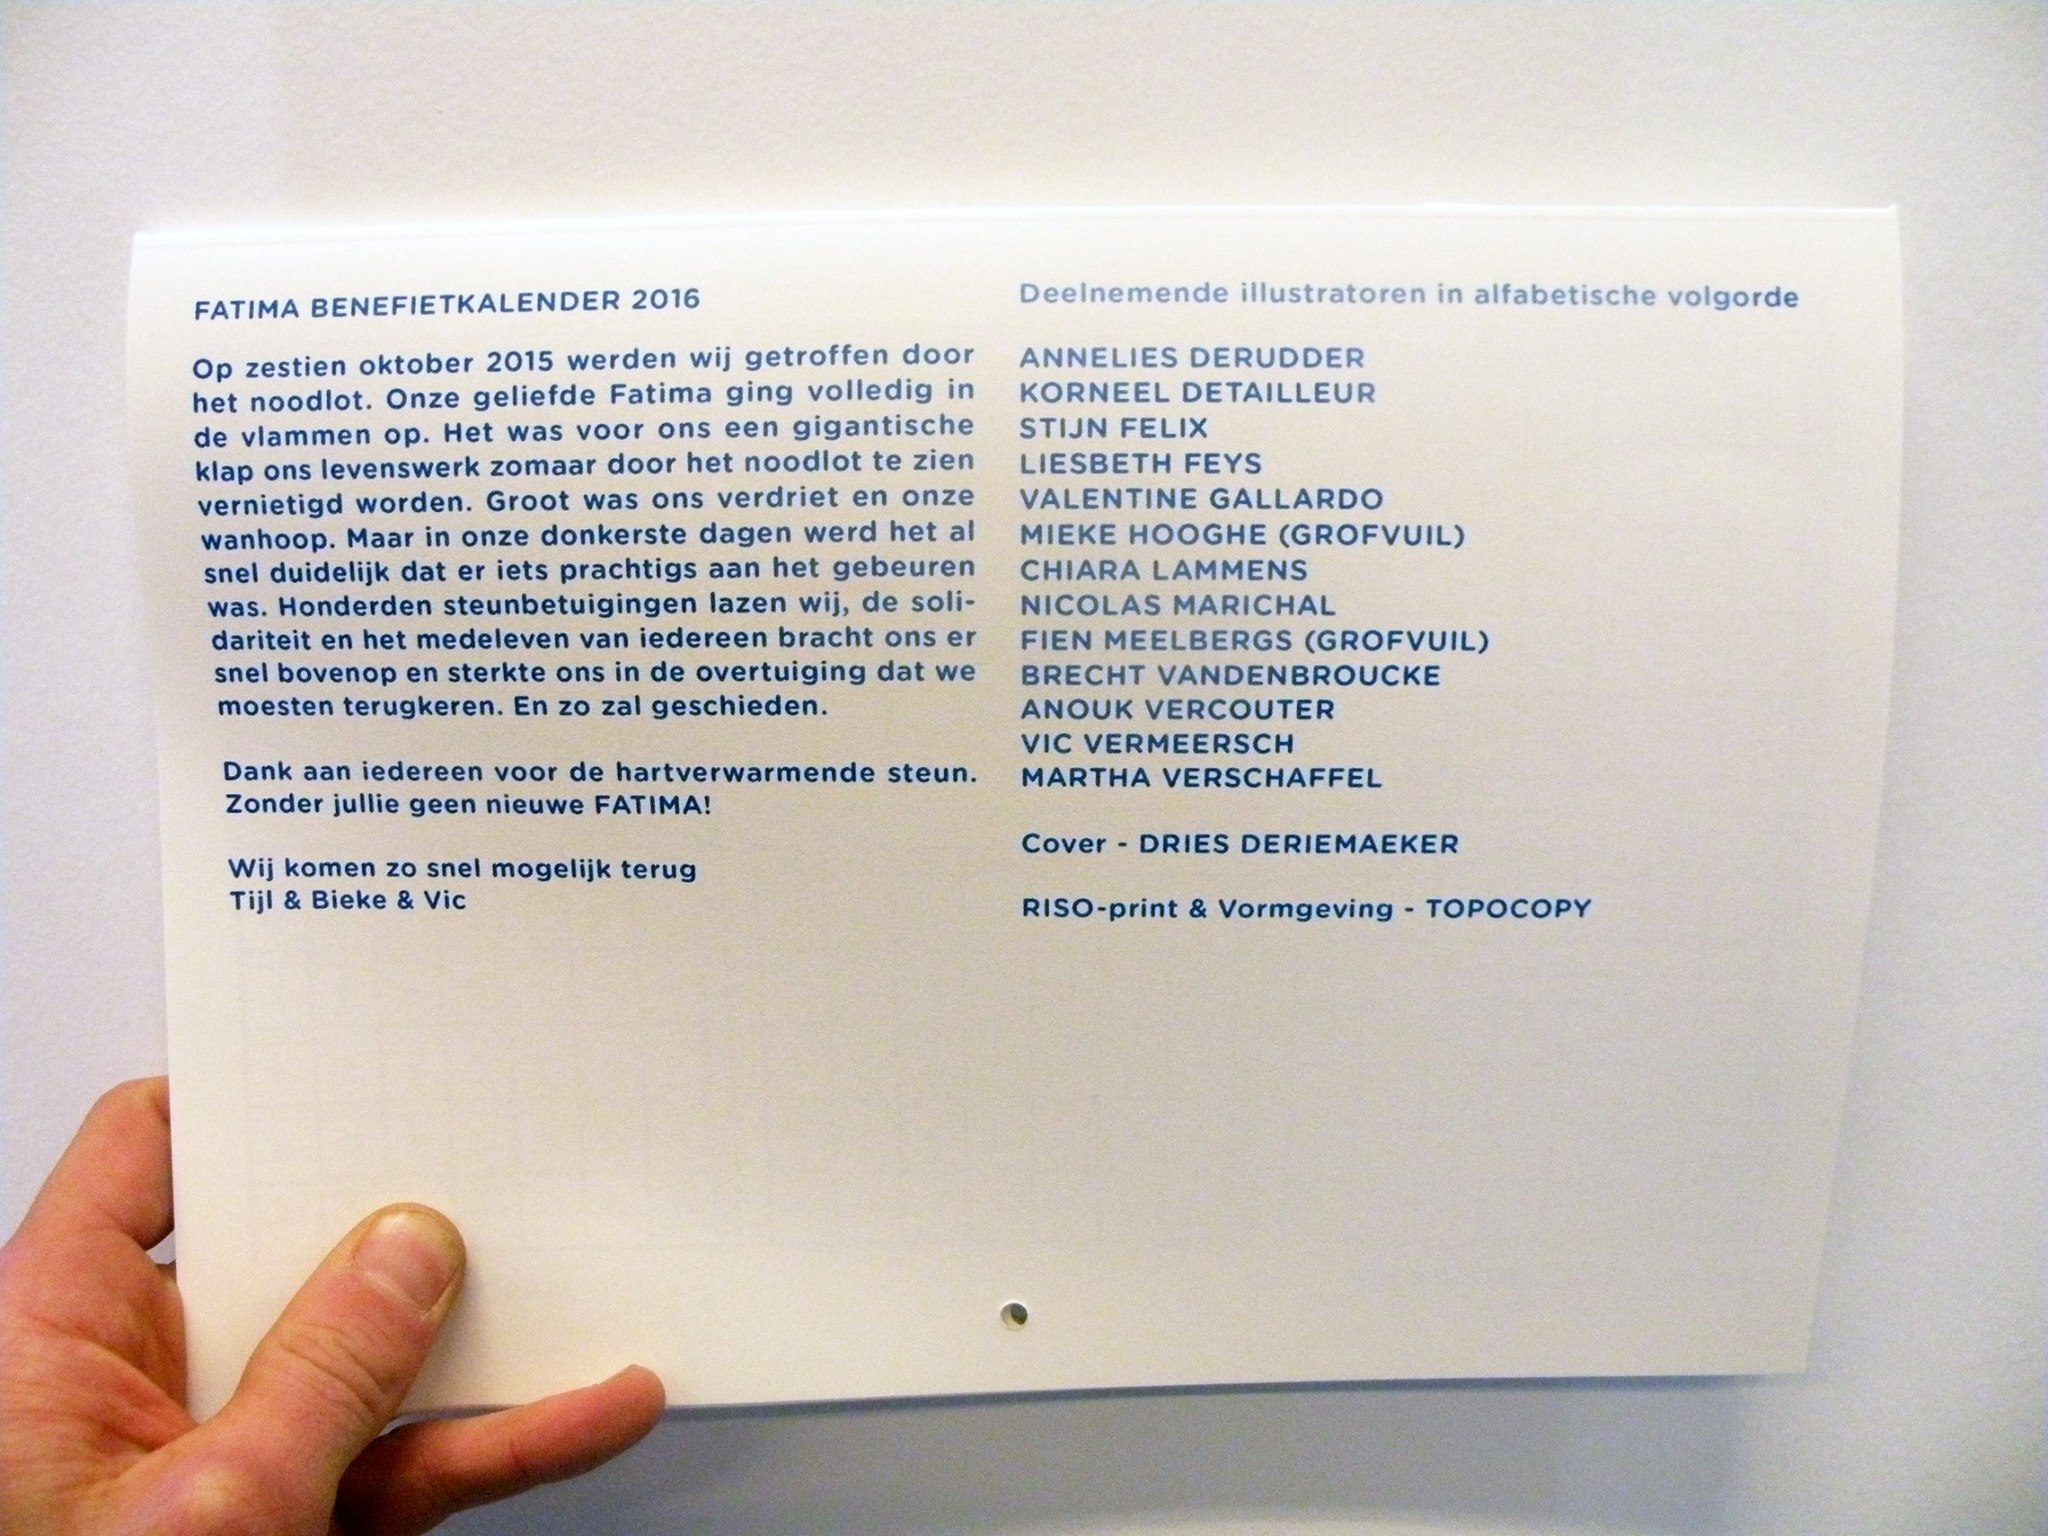 FATIMA BENEFIETKALENDER 2016
Op zestien oktober 2015 werden wij getroffen door
het noodlot. Onze geliefde Fatima ging volledig in
de vlammen op. Het was voor ons een gigantische
klap ons levenswerk zomaar door het noodlot te zien
vernietigd worden. Groot was ons verdriet en onze
wanhoop. Maar in onze donkerste dagen werd het al
snel duidelijk dat er iets prachtigs aan het gebeuren
was. Honderden steunbetuigingen lazen wij, de soli-
dariteit en het medeleven van iedereen bracht ons er
snel bovenop en sterkte ons in de overtuiging dat we
moesten terugkeren. En zo zal geschieden.
Dank aan iedereen voor de hartverwarmende steun.
Zonder jullie geen nieuwe FATIMA!
Wij komen zo snel mogelijk terug
Tijl & Bieke & Vic
Deelnemende illustratoren in alfabetische volgorde
ANNELIES DERUDDER
KORNEEL DETAILLEUR
STIJN FELIX
LIESBETH FEYS
VALENTINE GALLARDO
MIEKE HOOGHE (GROFVUIL)
CHIARA LAMMENS
NICOLAS MARICHAL
FIEN MEELBERGS (GROFVUIL)
BRECHT VANDENBROUCKE
ANOUK VERCOUTER
VIC VERMEERSCH
MARTHA VERSCHAFFEL
Cover - DRIES DERIEMAEKER
RISO-print & Vormgeving - TOPOCOPY